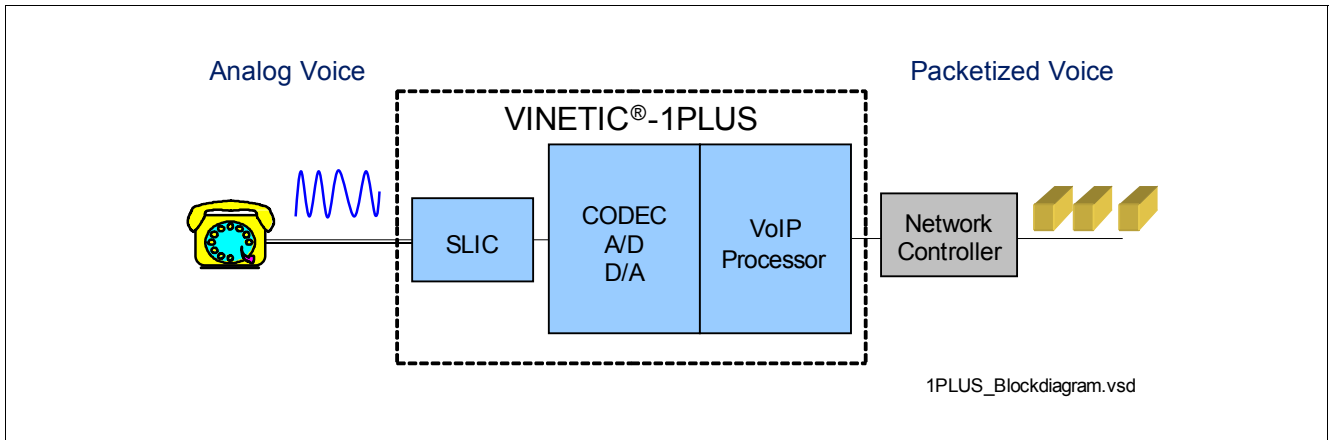 Analog Voice
Packetized Voice
VINETIC®-1PLUS
SLIC
CODEC
A/D
D/A
VoIP
Processor
Network
Controller
1PLUS_Blockdiagram.vsd